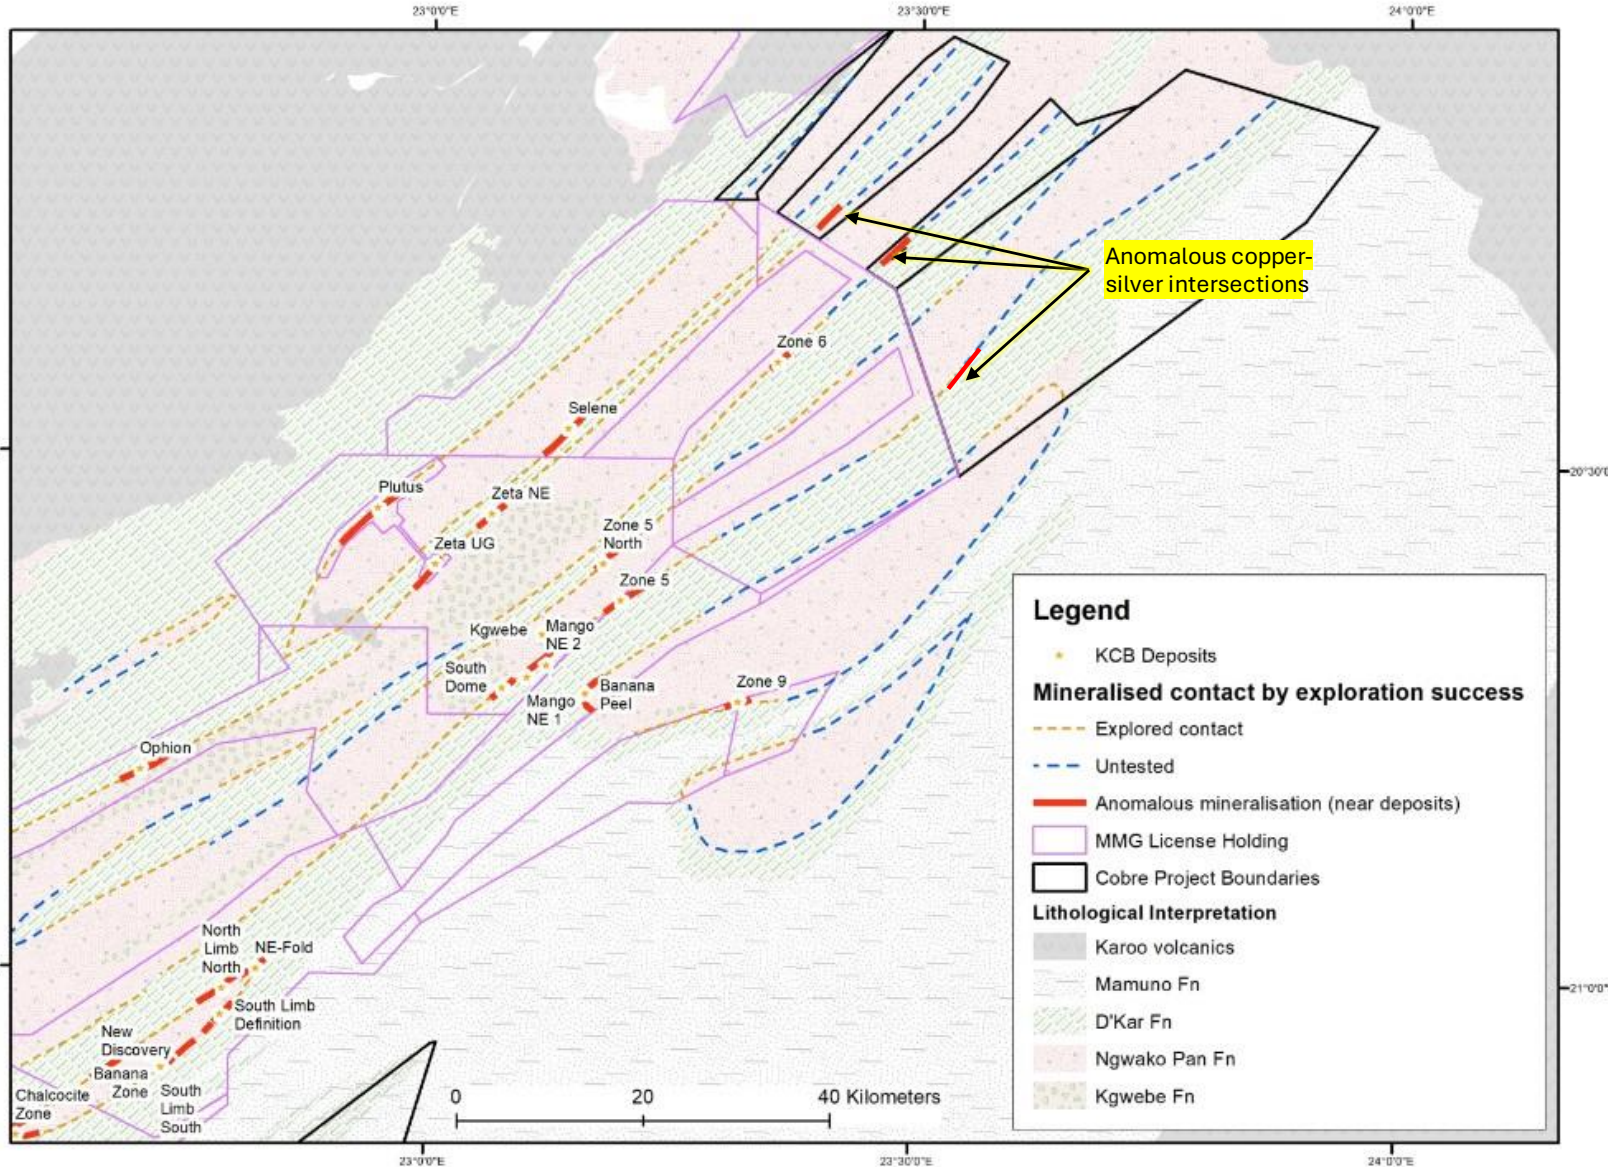 23°0'0"E
23°30'0"E
24°0'0"E
Anomalous copper-
silver intersections
Zone 6
Selene
Plutus
Zeta NE
Zone 5
North
Zeta UG
Zone 5
Kgwebe
Mango
NE 2
South
Dome
Mango
NE 1
Banana
Peel
Zone 9
Ophion
North
Limb
North
NE-Fold
South Limb
Definition
New
Discovery
Banana
Zone
Chalcocite
Zone
South
Limb
South
0
20
40 Kilometers
20°30'0"
21°0'0"
Legend
KCB Deposits
Mineralised contact by exploration success
Explored contact
Untested
Anomalous mineralisation (near deposits)
MMG License Holding
Cobre Project Boundaries
Lithological Interpretation
Karoo volcanics
Mamuno Fn
D'Kar Fn
Ngwako Pan Fn
Kgwebe Fn
23°0'0"E
23°30'0"E
24°0'0"E